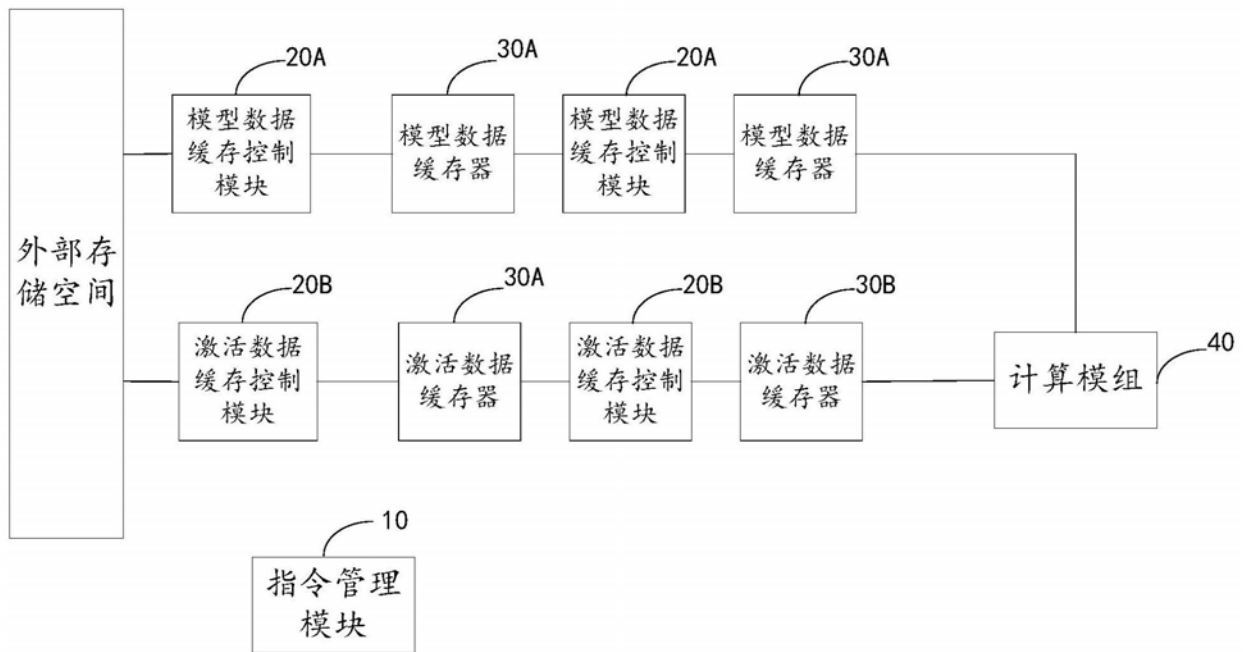 20A
30A
20A
30A
模型数据
缓存控制
模块
模型数据
缓存器
模型数据
缓存控制
模块
模型数据
缓存器
外部存
储空间
20B
30A
20B
30B
激活数据
缓存控制
模块
激活数据
缓存器
激活数据
缓存控制
模块
激活数据
缓存器
计算模组
40
10
指令管理
模块